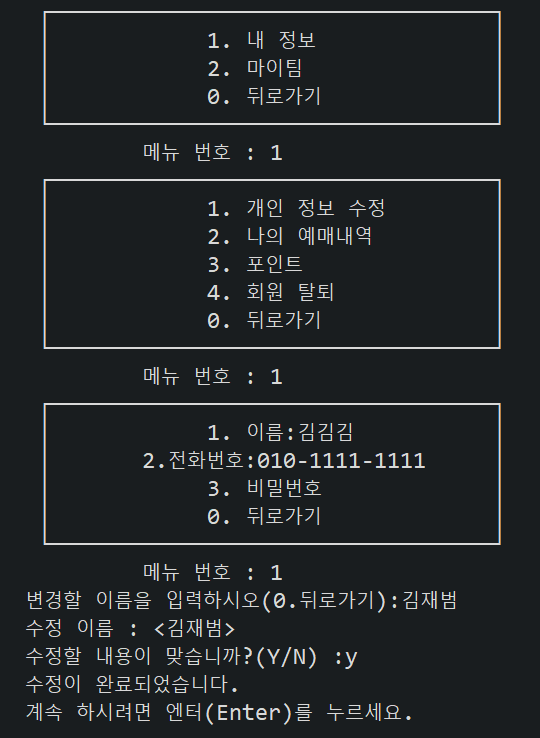 1. 내 정보
2. 마이팀
0. 뒤로가기
메뉴 번호 : 1
1. 개인 정보 수정
2. 나의 예매내역
3. 포인트
4. 회원 탈퇴
0. 뒤로가기
메뉴 번호 : 1
1. 이름:김김김
2.전화번호:010-1111-1111
3. 비밀번호
0. 뒤로가기
메뉴 번호 : 1
변경할 이름을 입력하시오(0.뒤로가기):김재범
수정 이름 : <김재범>
수정할 내용이 맞습니까?(Y/N) :y
수정이 완료되었습니다.
계속 하시려면 엔터(Enter)를 누르세요.